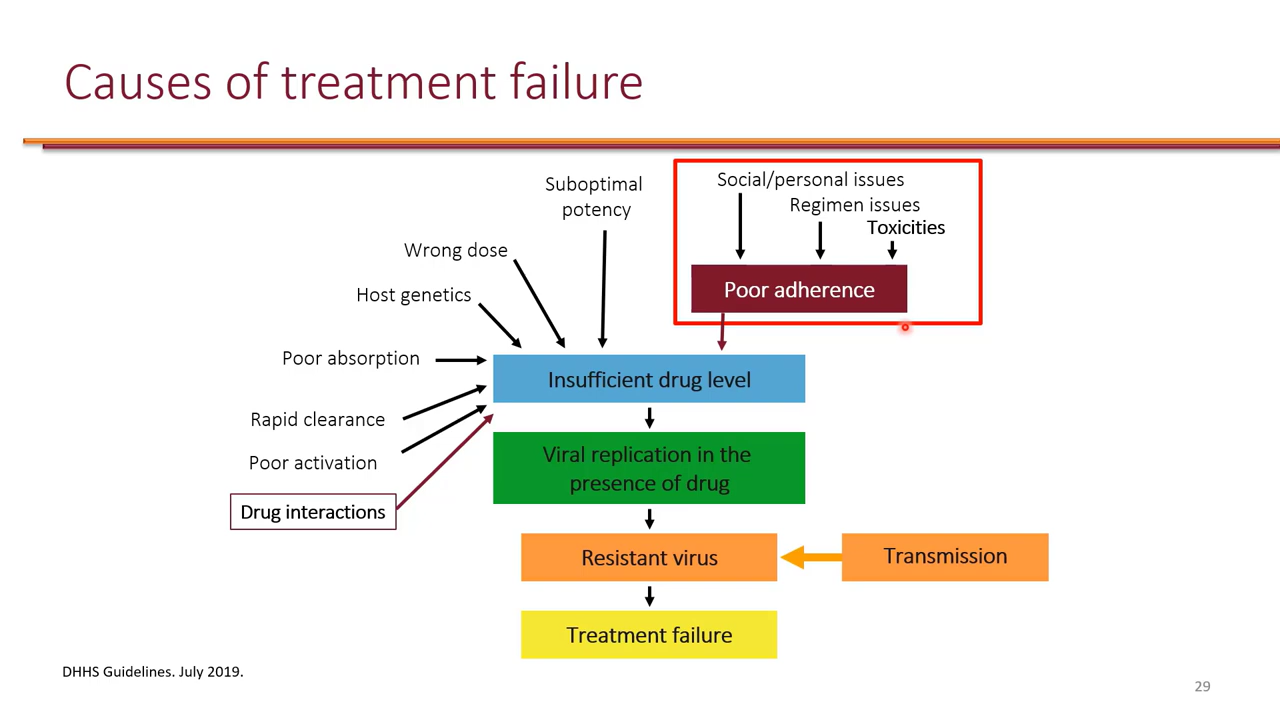 Causes of treatment failure
Suboptimal
potency
Social/personal issues
Regimen issues
Toxicities
Wrong dose
Poor adherence
Host genetics
Poor absorption
Insufficient drug level
Rapid clearance
Poor activation
Viral replication in the
presence of drug
Drug interactions
Resistant virus
Transmission
Treatment failure
DHHS Guidelines. July 2019.
29